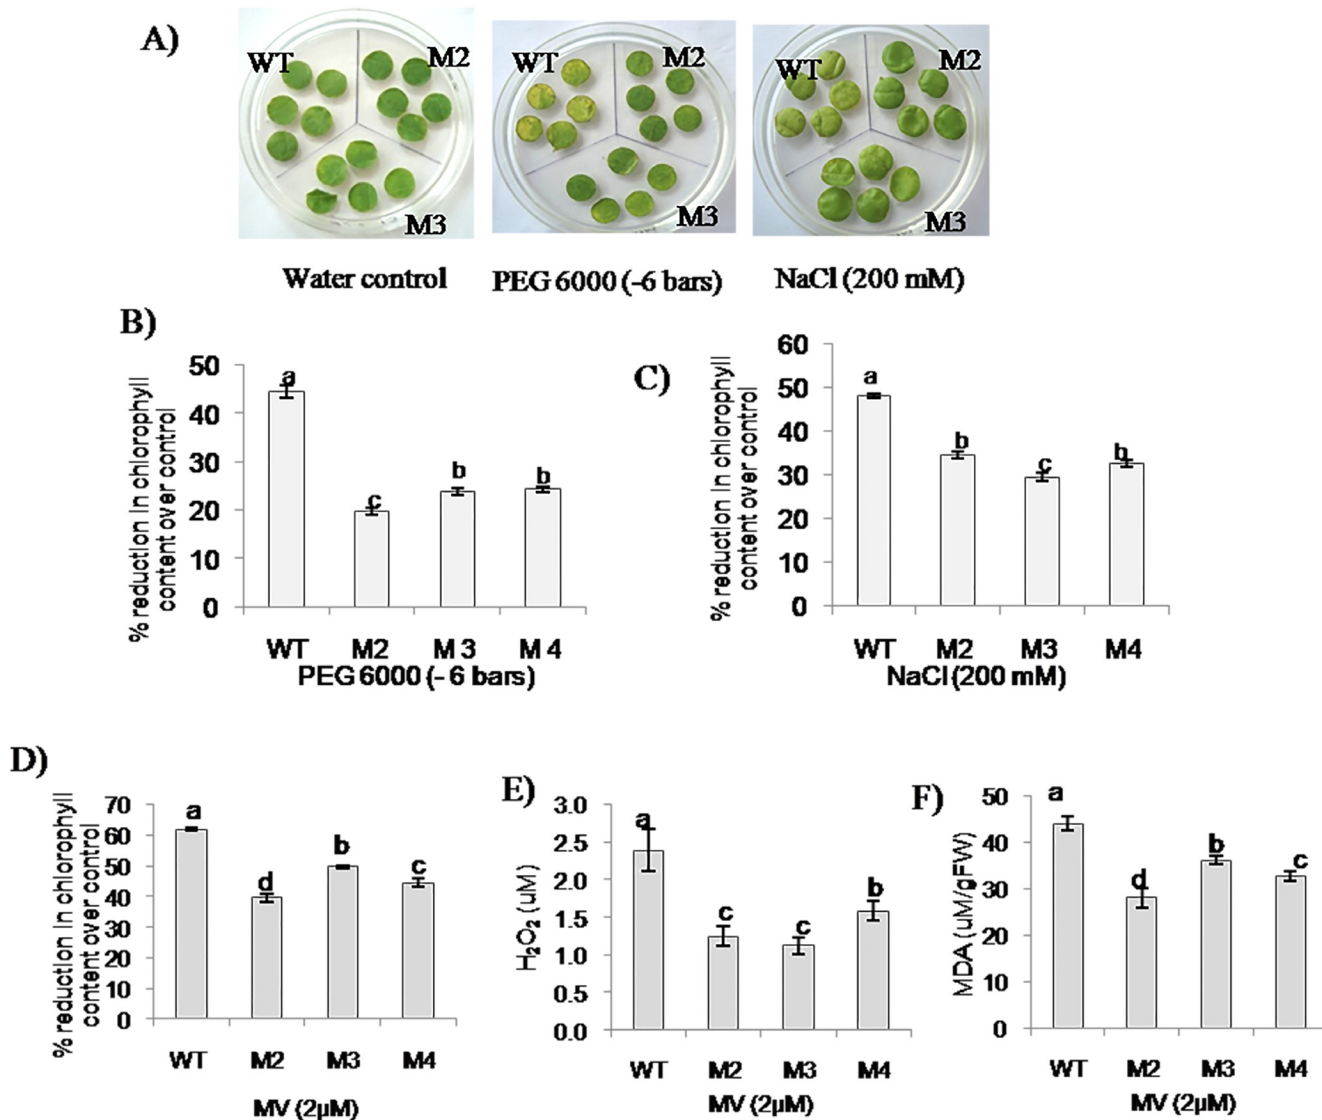 A)
WT
M2
M3
WT
M2
M3
WT
M2
M3
Water control
PEG 6000 (-6 bars)
NaCl (200 mM)
B)
% reduction in chlorophyll
content over control
50
40
30
20
10
0
a
c
b
b
WT
M2
M 3
M 4
PEG 6000 (- 6 bars)
C)
% reduction in chlorophyll
content over control
60
50
40
30
20
10
0
a
b
c
b
WT
M2
M3
M4
NaCl (200 mM)
D)
% reduction in chlorophyll
content over control
70
60
50
40
30
20
10
0
a
d
b
c
WT
M2
M3
M4
MV (2µM)
E)
H₂O₂ (uM)
3.0
2.5
2.0
1.5
1.0
0.5
0.0
a
c
c
b
WT
M2
M3
M4
MV (2µM)
F)
MDA (uM/gFW)
50
40
30
20
10
0
a
d
b
c
WT
M2
M3
M4
MV (2µM)